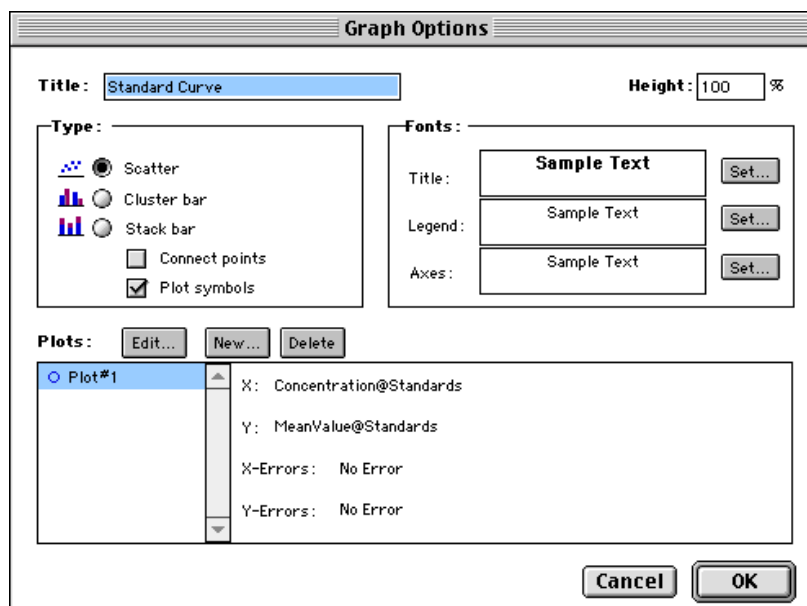 Graph Options
Title: Standard Curve Height: 100 %
Type:
Scatter
Cluster bar
Stack bar
Connect points
Plot symbols
Fonts:
Title: Sample Text Set...
Legend: Sample Text Set...
Axes: Sample Text Set...
Plots: Edit... New... Delete
Plot#1
X: Concentration@Standards
Y: MeanValue@Standards
X-Errors: No Error
Y-Errors: No Error
Cancel OK